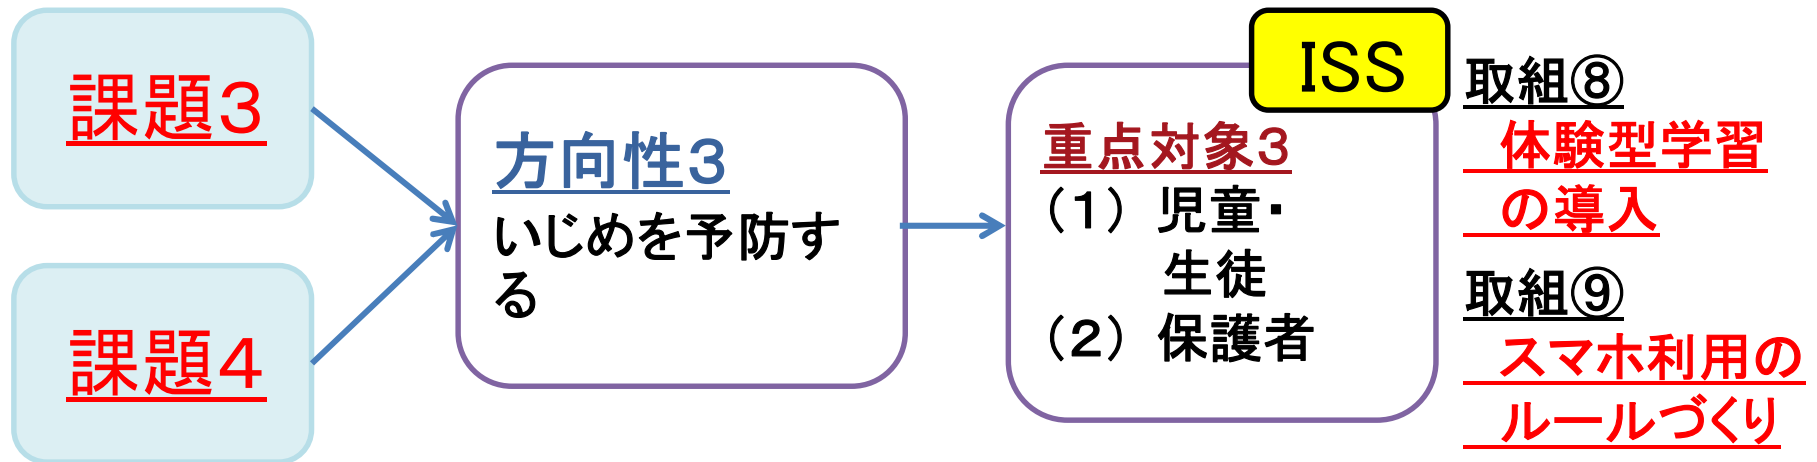 課題３
課題４
方向性３
いじめを予防す
る
ISS
重点対象３
（１）児童・
生徒
（２）保護者
取組⑧
体験型学習
の導入
取組⑨
スマホ利用の
ルールづくり